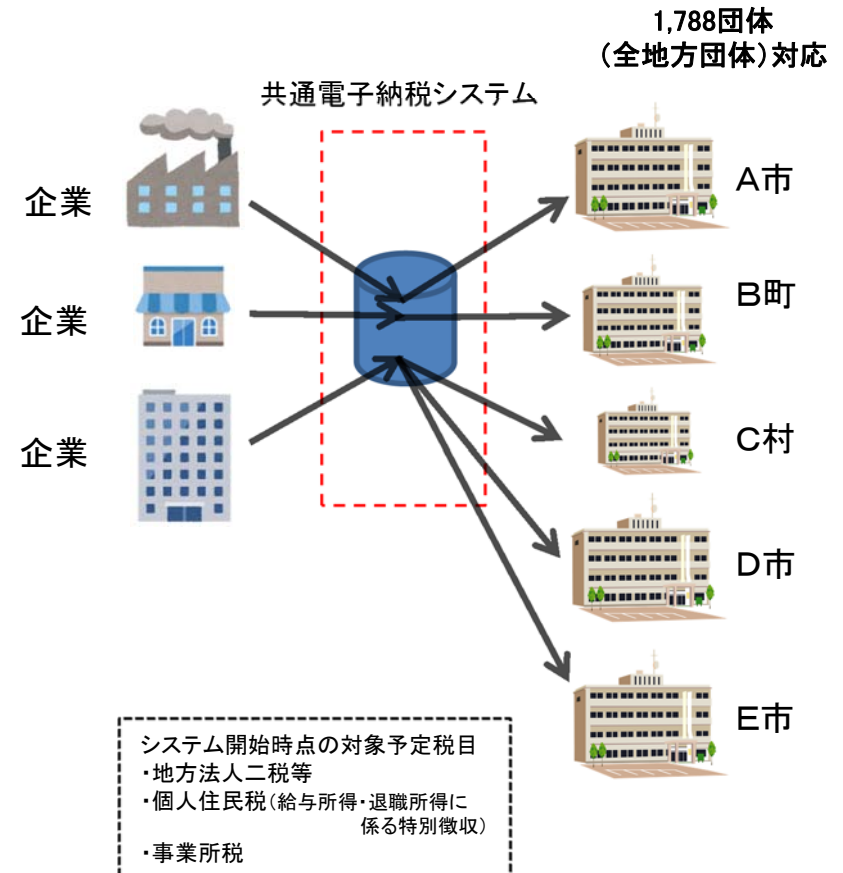 1,788団体
（全地方団体）対応
共通電子納税システム
企業
企業
企業
A市
B町
C村
D市
E市
システム開始時点の対象予定税目
・地方法人二税等
・個人住民税（給与所得・退職所得に
係る特別徴収）
・事業所税